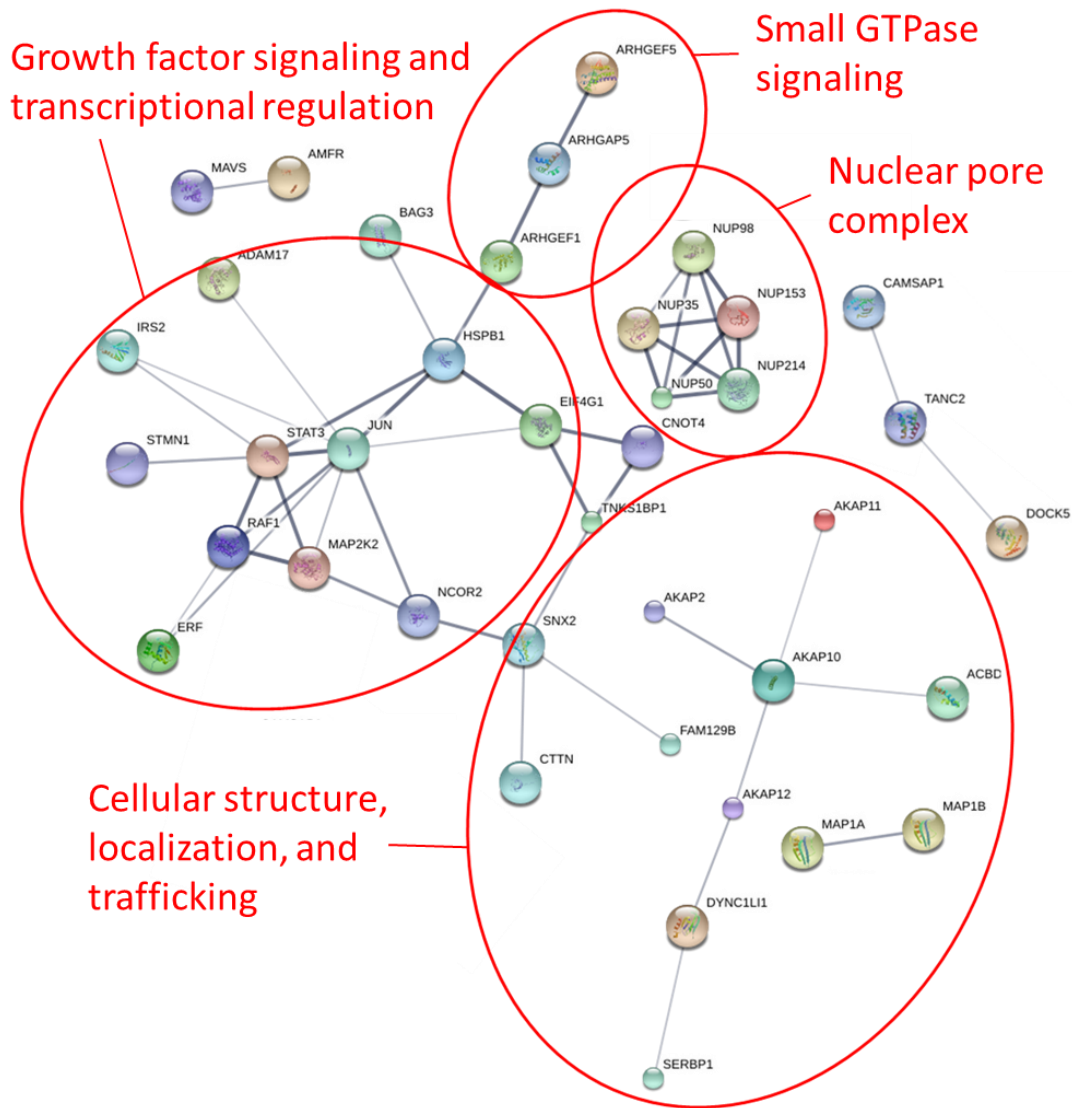 Small GTPase
signaling
Growth factor signaling and
transcriptional regulation
ARHGEF5
ARHGAP5
AMFR
MAVS
Nuclear pore
complex
BAG3
ARHGEF1
NUP98
ADAM17
CAMSAP1
NUP153
NUP35
IRS2
HSPB1
NUP214
NUP50
EIF4G1
TANC2
CNOT4
JUN
STAT3
STMN1
TNKS1BP1
AKAP11
DOCK5
RAF1
MAP2K2
NCOR2
AKAP2
SNX2
ERF
AKAP10
ACBD
FAM129B
CTTN
Cellular structure,
localization, and
trafficking
AKAP12
MAP1B
MAP1A
DYNC1LI1
SERBP1